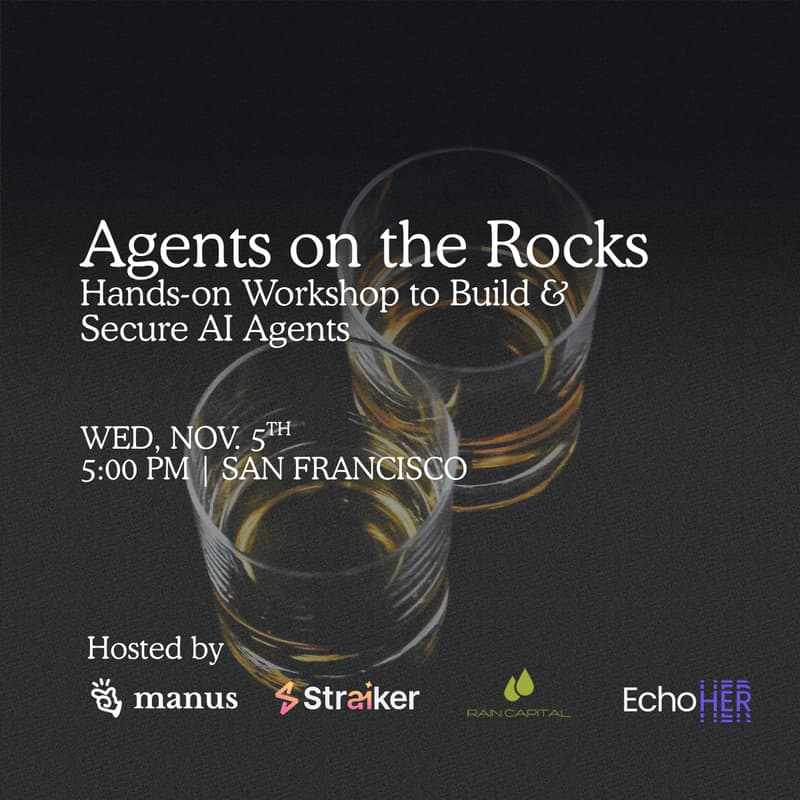 Agents on the Rocks
Hands-on Workshop to Build &
Secure AI Agents
WED, NOV. 5TH
5:00 PM | SAN FRANCISCO
Hosted by
manus
Straiker
RAIN CAPITAL
EchoHER